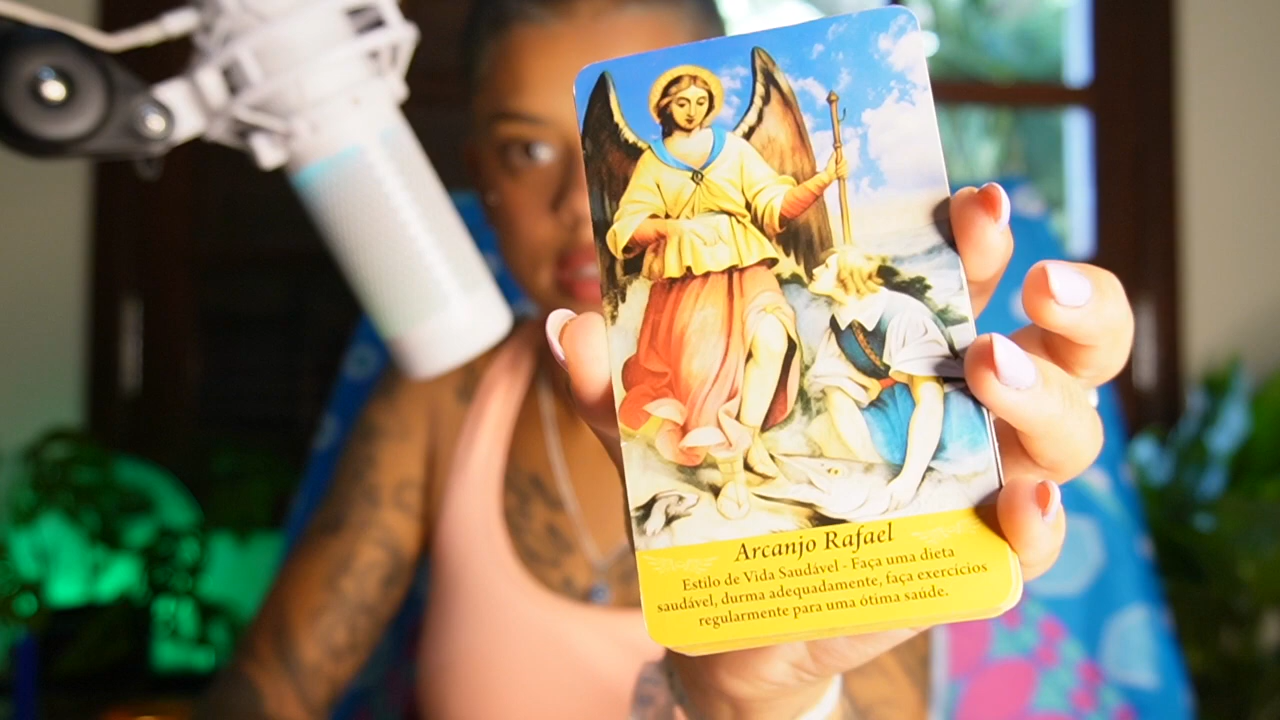 Arcanjo Rafael
Estilo de Vida Saudável - Faça uma dieta
saudável, durma adequadamente, faça exercícios
regularmente para uma ótima saúde.